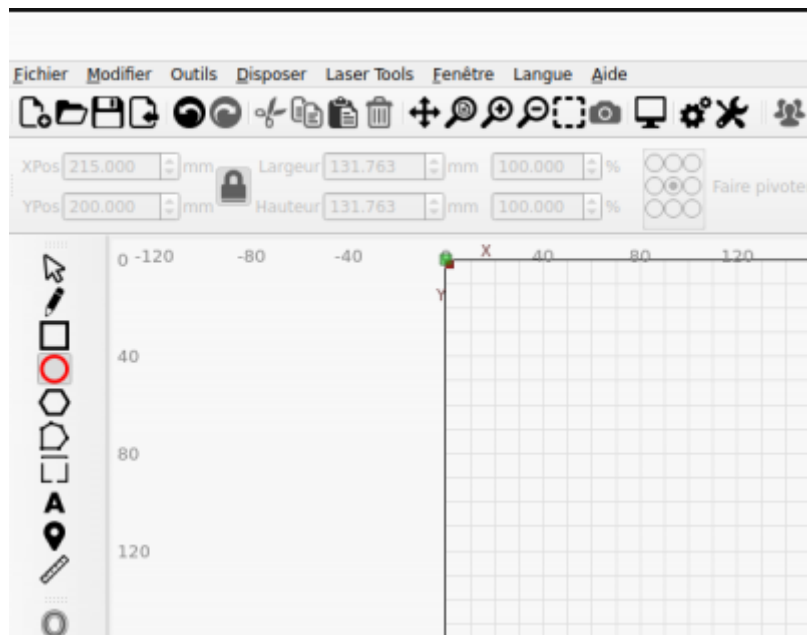 Fichier Modifier Outils Disposer Laser Tools Fenêtre Langue Aide
XPos 215.000 mm Largeur 131.763 mm 100.000 %
YPos 200.000 mm Hauteur 131.763 mm 100.000 %
Faire pivoter
0 -120 -80 -40 0 X 40 80 120
Y
40
80
A
120